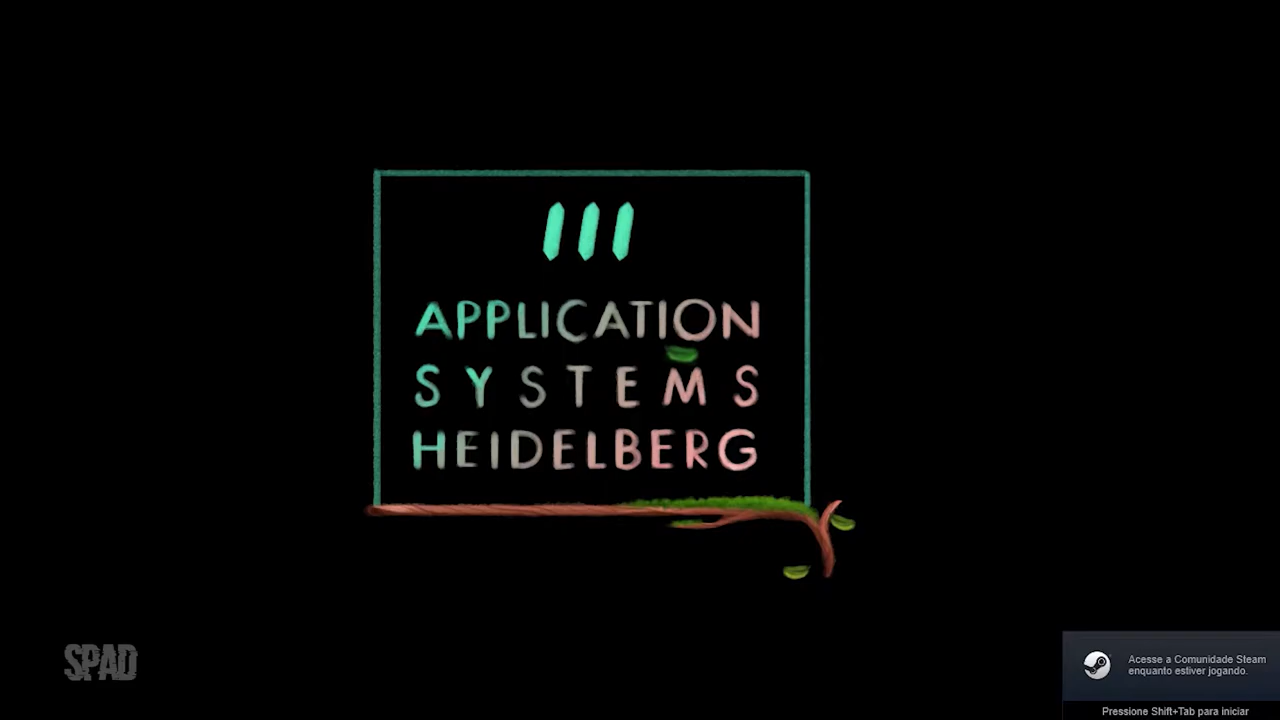 APPLICATION
SYSTEMS
HEIDELBERG
SPAD
Acesse a Comunidade Steam
enquanto estiver jogando.
Pressione Shift+Tab para iniciar